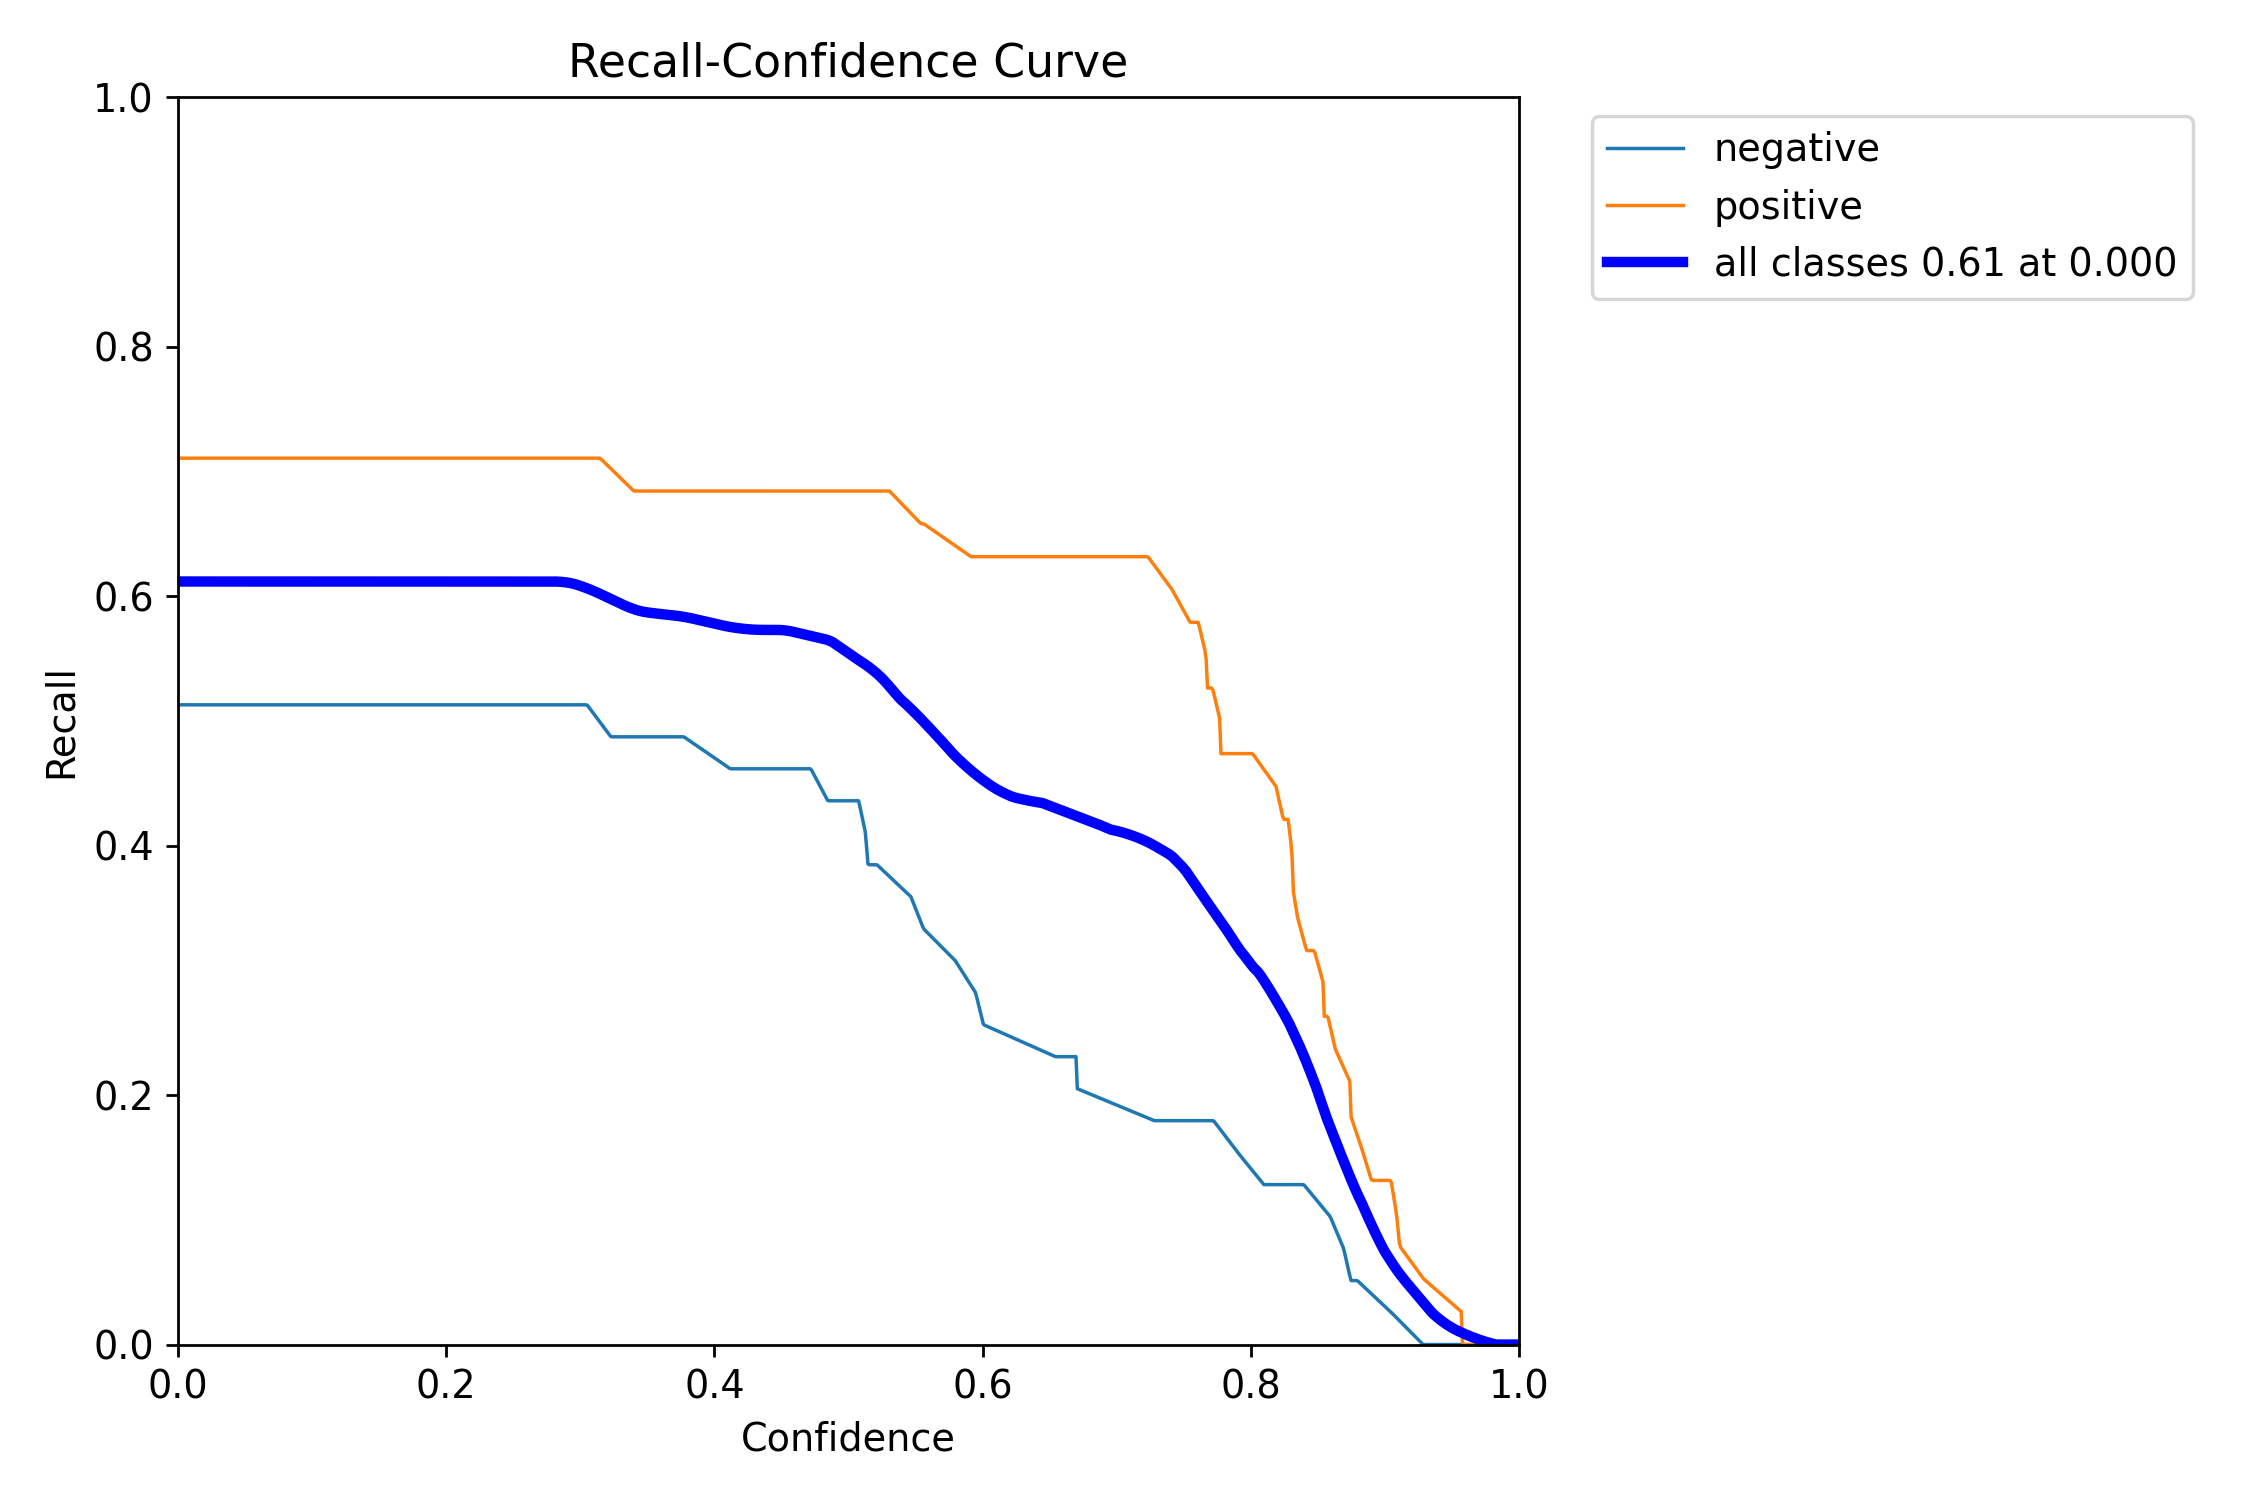 Recall-Confidence Curve
1.0
0.8
0.6
0.4
0.2
0.0
Recall
0.0 0.2 0.4 0.6 0.8 1.0
Confidence
negative
positive
all classes 0.61 at 0.000